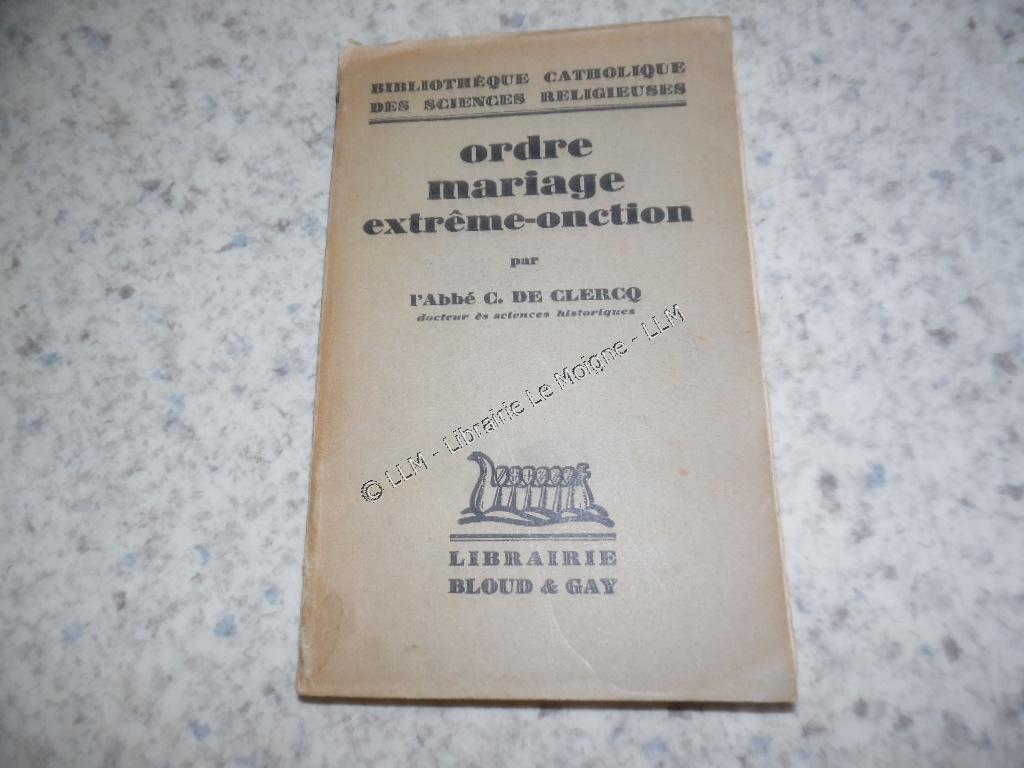 BIBLIOTHÈQUE CATHOLIQUE
DES SCIENCES RELIGIEUSES
ordre
mariage
extrême-onction
par
l'Abbé C. DE CLERCQ
docteur ès sciences historiques
© LLM - Librairie Le Moigne - LLM
LIBRAIRIE
BLOUD & GAY